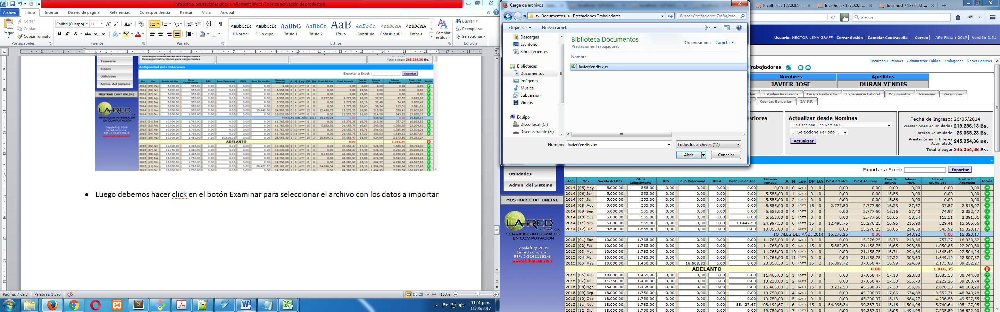 instructivo_prestaciones.docx - Microsoft Word (Error de activación de productos)
Archivo Inicio Insertar Diseño de página Referencias Correspondencia Revisar Vista Acrobat
Pegar
Cortar
Copiar
Copiar formato
Portapapeles
Calibri (Cuerpo) 11
Fuente
Párrafo
AaBbCcDc AaBbCcDc AaBbC AaBbCc AaB AaBbCc. AaBbCcDc AaBbCcDc
¶ Normal ¶ Sin espa... Título 1 Título 2 Título Subtítulo Énfasis sutil Énfasis
Cambiar estilos
Estilos
Buscar
Reemplazar
Seleccionar
Edición
Tesorería
Bienes
Utilidades
Admin. del Sistema
MOSTRAR CHAT ONLINE
Descargar instrucciones para carga masiva
Total a pagar 245.354,36 Bs.
Antiguedad más Intereses
Exportar a Excel: Exportar
TOTALES DEL AÑO: 2014 15.276,25 0,00 543,92 0,00 15.820,17
ADELANTO 0,00 1.016,35
LA RED .COM C.A.
SERVICIOS INTEGRALES
EN COMPUTACION
Copyleft © 2009
La red.com, c.a.
RIF: J-31421362-8
www.sintegesp.com
• Luego debemos hacer click en el botón Examinar para seleccionar el archivo con los datos a importar
Página: 7 de 8 Palabras: 1.396 163%
Carga de archivos
« Documentos Prestaciones Trabajadores Buscar Prestaciones Trabajado...
Organizar Nueva carpeta
Descargas
Escritorio
Sitios recientes
Bibliotecas
Documentos
Imágenes
Música
Subversion
Vídeos
Equipo
Disco local (C:)
Disco extraíble (E:)
Biblioteca Documentos
Prestaciones Trabajadores
Organizar por: Carpeta
Nombre
JavierYendis.xlsx
Nombre: JavierYendis.xlsx Todos los archivos (*.*)
Abrir Cancelar
localhost / 127.0.0.1 ... localhost / 127.0.0.1 ... localhost / 127.0.0.1 ...
Buscar
Usuario: HECTOR LEMA GRAFF | Cerrar Sesión | Cambiar Contraseña | Correo | Año Fiscal: 2017 | Versión 3.51
Recursos Humanos - Administrar Tablas - Trabajador - Datos Basicos
Nombres Apellidos
JAVIER JOSE DURAN YENDIS
Estudios Realizados Cursos Realizados Experiencia Laboral Movimientos Permisos Vacaciones
Cuentas Bancarias I.V.S.S.
Actualizar desde Nominas
..: Seleccione Tipo Nomina :..
..: Seleccione Periodo :..
Actualizar
Fecha de Ingreso: 26/05/2014
Prestaciones Acumuladas 219.286,13 Bs.
Interes Acumulado 26.068,23 Bs.
Prestaciones + Interes Acumulado 245.354,36 Bs.
Total a pagar 245.354,36 Bs.
Exportar a Excel: Exportar
Utilidades
Admin. del Sistema
MOSTRAR CHAT ONLINE
LA RED .COM C.A.
SERVICIOS INTEGRALES
EN COMPUTACION
Copyleft © 2009
La red.com, c.a.
RIF: J-31421362-8
www.sintegesp.com
Año Mes Sueldo del Mes Otros Complemento DBV Bono Vacacional DBFA Bono Fin de Año Remuner. Mensual A M Ley DP DA Prest del Mes Prest Acumula Tasa de Interes Interes Prest. Interes Acumulado Prest + Int Acumulad Acción
2014 (05) May 5.000,00 555,00 0,00 0,00 0,00 0,00 0,00 0 0 LOTTT 0 0 0,00 0,00 0,00 0,00 0,00 0,00
2014 (06) Jun 5.000,00 555,00 0,00 0,00 0,00 0,00 5.555,00 0 1 LOTTT 0 0 0,00 0,00 15,56 0,00 0,00 0,00
2014 (07) Jul 5.000,00 555,00 0,00 0,00 0,00 0,00 5.555,00 0 2 LOTTT 0 0 0,00 0,00 15,86 0,00 0,00 0,00
2014 (08) Ago 5.000,00 555,00 0,00 0,00 0,00 0,00 5.555,00 0 3 LOTTT 15 0 2.777,50 2.777,50 16,23 37,57 37,57 2.815,07
2014 (09) Sep 5.000,00 555,00 0,00 0,00 0,00 0,00 5.555,00 0 4 LOTTT 0 0 0,00 2.777,50 16,16 37,40 74,97 2.852,47
2014 (10) Oct 5.000,00 555,00 0,00 0,00 0,00 0,00 5.555,00 0 5 LOTTT 0 0 0,00 2.777,50 16,65 38,54 113,51 2.891,01
2014 (11) Nov 5.000,00 555,00 0,00 0,00 0,00 19.442,50 24.997,50 0 6 LOTTT 15 0 12.498,75 15.276,25 16,96 215,90 329,41 15.605,66
2014 (12) Dic 8.500,00 1.555,00 0,00 0,00 0,00 0,00 10.055,00 0 7 LOTTT 0 0 0,00 15.276,25 16,85 214,50 543,92 15.820,17
TOTALES DEL AÑO: 2014 15.276,25 0,00 543,92 0,00 15.820,17
2015 (01) Ene 10.000,00 1.765,00 0,00 0,00 0,00 0,00 11.765,00 0 8 LOTTT 0 0 0,00 15.276,25 16,76 213,36 757,27 16.033,52
2015 (02) Feb 10.000,00 1.765,00 0,00 0,00 0,00 0,00 11.765,00 0 9 LOTTT 15 0 5.882,50 21.158,75 16,65 293,58 1.050,85 22.209,60
2015 (03) Mar 10.000,00 1.765,00 0,00 0,00 0,00 0,00 11.765,00 0 10 LOTTT 0 0 0,00 21.158,75 16,71 294,64 1.345,49 22.504,24
2015 (04) Abr 10.000,00 1.765,00 0,00 0,00 0,00 0,00 11.765,00 0 11 LOTTT 0 0 0,00 21.158,75 17,22 303,63 1.649,12 22.807,87
2015 (05) May 10.000,00 1.450,00 0,00 16.608,33 0,00 0,00 28.058,33 1 0 LOTTT 15 2 15.899,72 37.058,47 16,99 524,69 2.173,80 39.232,27
ADELANTO 0,00 1.016,35
2015 (06) Jun 10.000,00 1.465,00 0,00 0,00 0,00 0,00 11.465,00 1 1 LOTTT 0 0 0,00 37.058,47 17,10 528,08 1.685,53 38.744,00
2015 (07) Jul 11.750,00 1.480,00 0,00 0,00 0,00 0,00 13.230,00 1 2 LOTTT 0 0 0,00 37.058,47 17,38 536,73 2.222,26 39.280,74
2015 (08) Ago 15.000,00 1.465,00 0,00 0,00 0,00 0,00 16.465,00 1 3 LOTTT 15 0 8.232,50 45.290,97 17,38 655,96 2.878,23 48.169,20
2015 (09) Sep 18.000,00 1.750,00 0,00 0,00 0,00 0,00 19.750,00 1 4 LOTTT 0 0 0,00 45.290,97 17,86 674,08 3.552,31 48.843,28
2015 (10) Oct 18.000,00 1.750,00 0,00 0,00 0,00 0,00 19.750,00 1 5 LOTTT 0 0 0,00 45.290,97 18,13 684,27 4.236,58 49.527,55
2015 (11) Nov 18.000,00 1.765,00 0,00 0,00 0,00 88.427,67 108.192,67 1 6 LOTTT 15 0 54.096,34 99.387,31 18,16 1.504,06 5.740,64 105.127,95
2015 (12) Dic 18.000,00 1.750,00 0,00 0,00 0,00 0,00 19.750,00 1 7 LOTTT 0 0 0,00 99.387,31 18,05 1.494,95 7.235,59 106.622,90
11:51 p.m.
11/06/2017